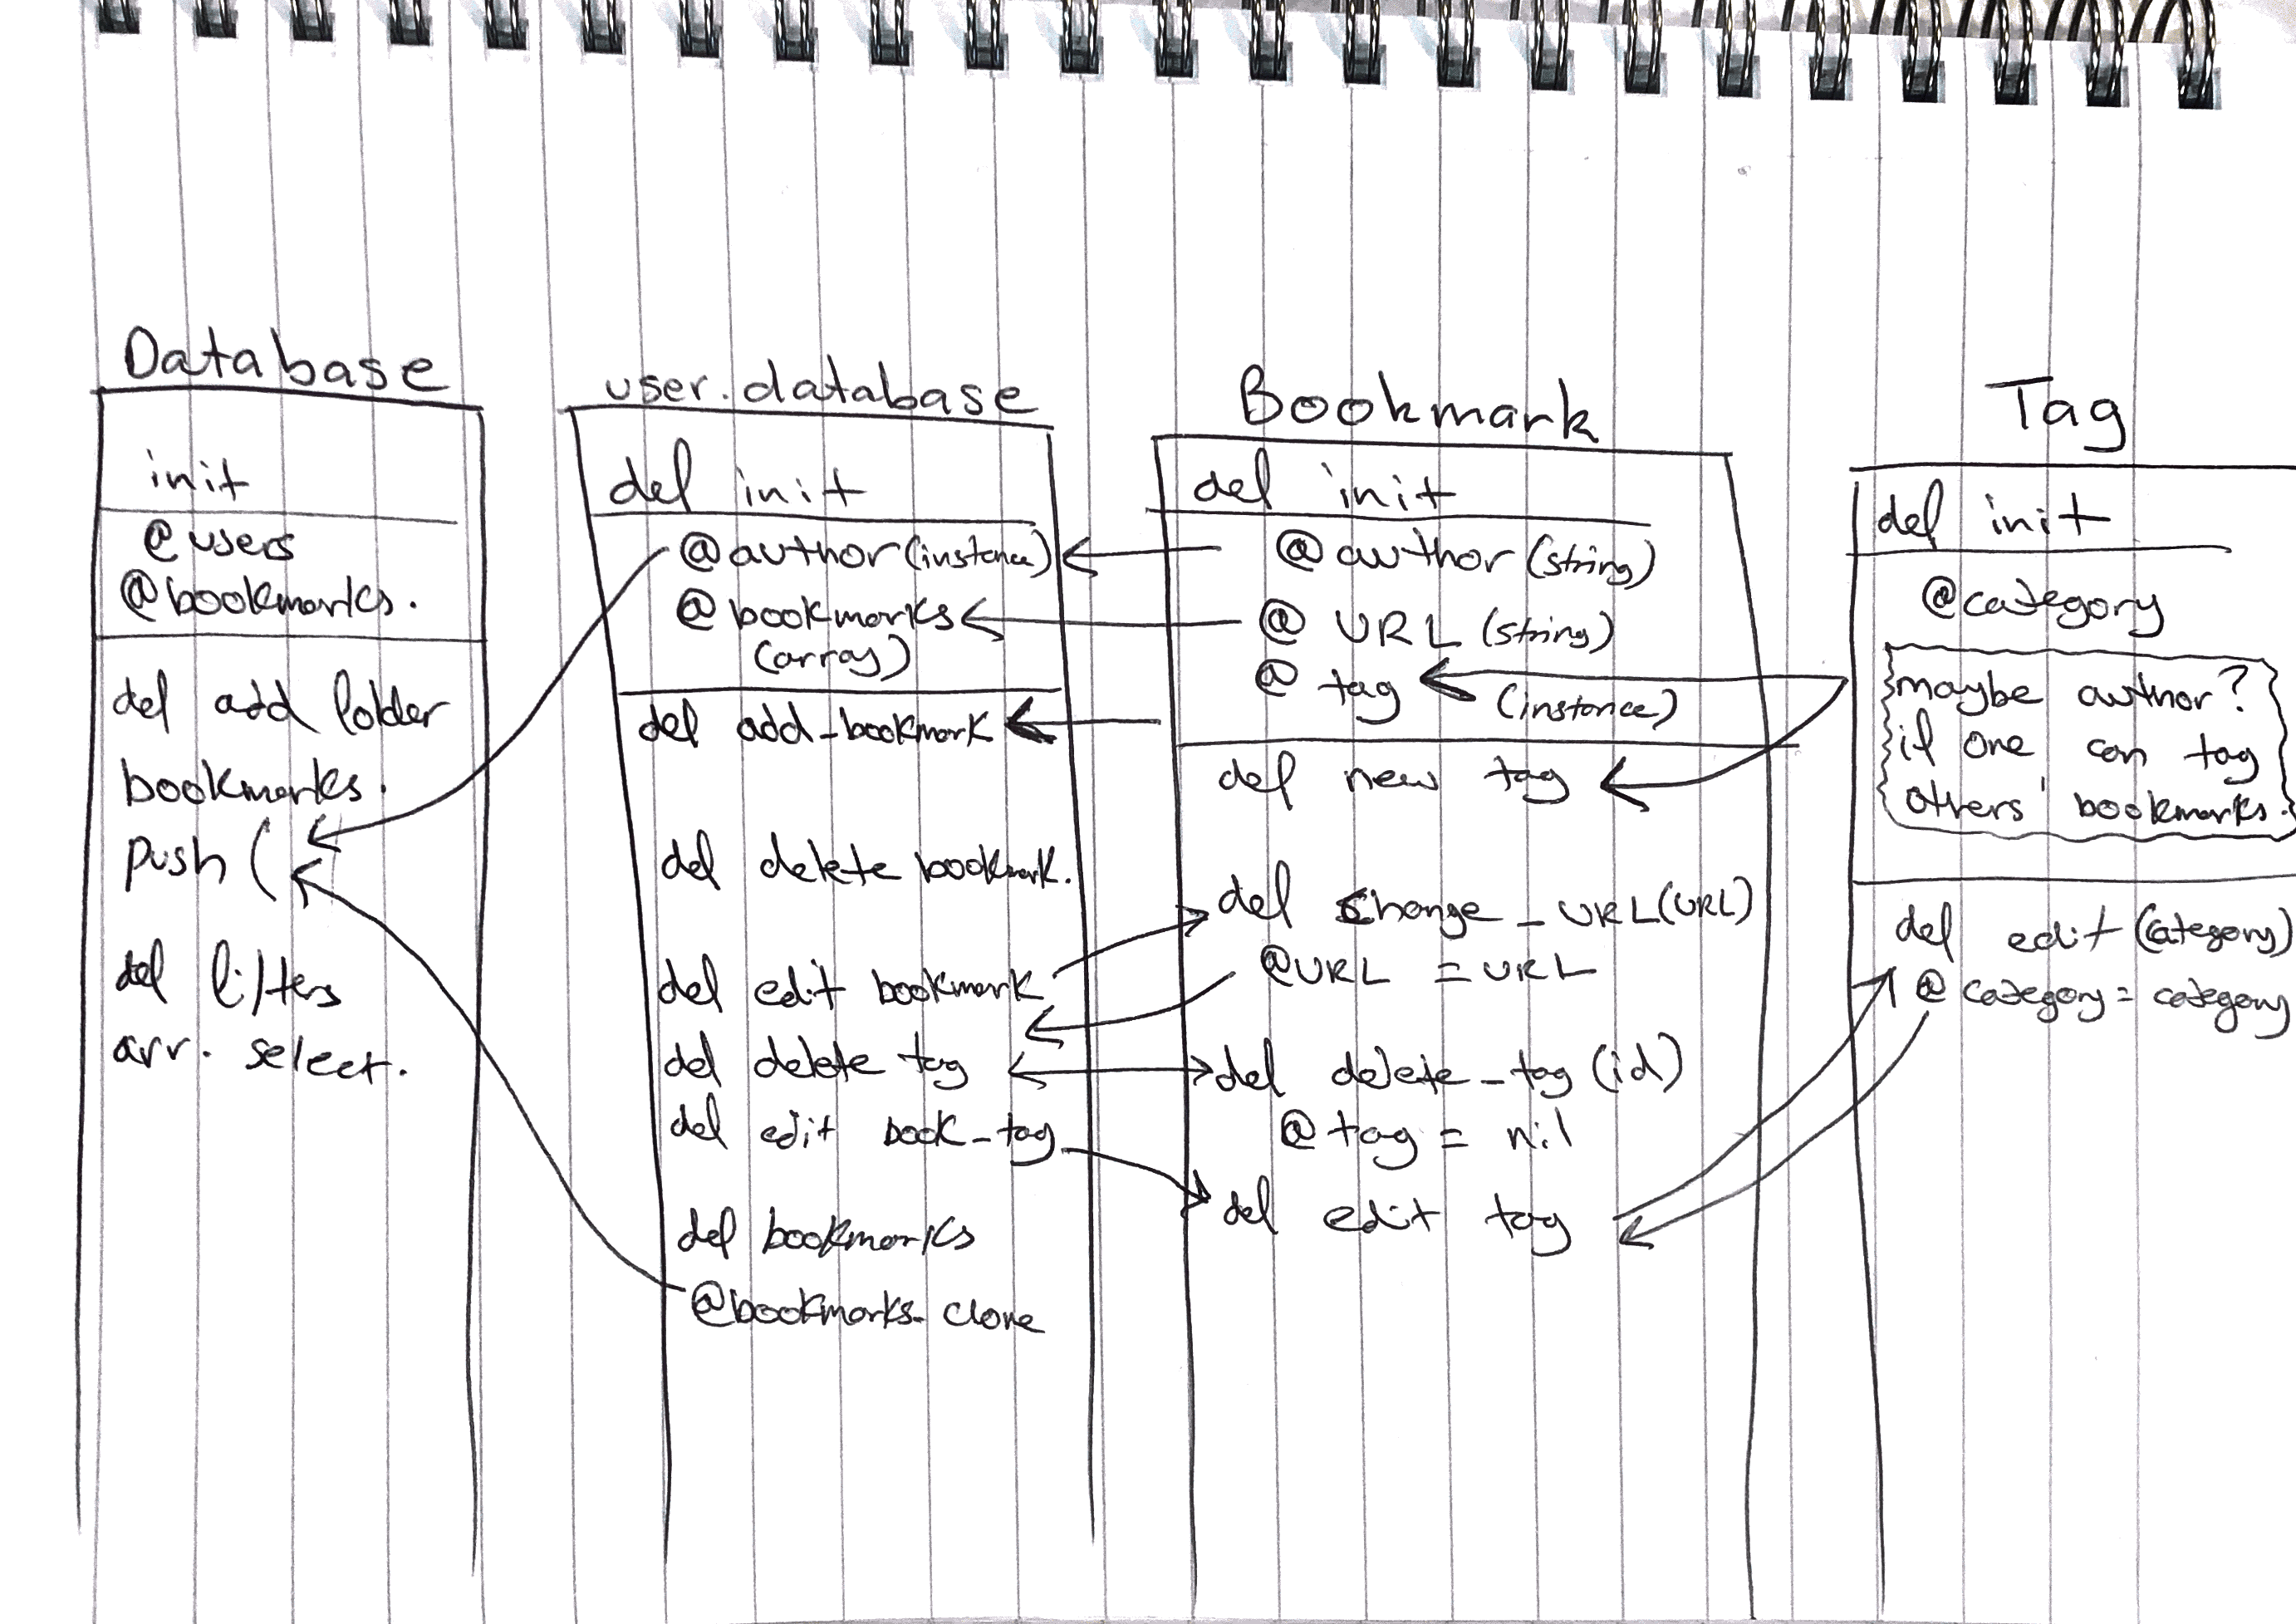 Database
init
@users
@bookmarks.
def add folder
bookmarks.
push (
def filters
arr. select.
user.database
def init
@author (instance)
@bookmarks
(array)
def add_bookmark
def delete bookmark.
def edit bookmark
def delete tag
def edit book_tag
def bookmarks
@bookmarks. clone
Bookmark
def init
@author (string)
@ URL (string)
@ tag
(instance)
def new tag
def change_URL(URL)
@URL = URL
def delete_tag (id)
@tag = nil
def edit tag
Tag
def init
@category
maybe author?
if one can tag
others' bookmarks.
def edit (category)
@ category = category